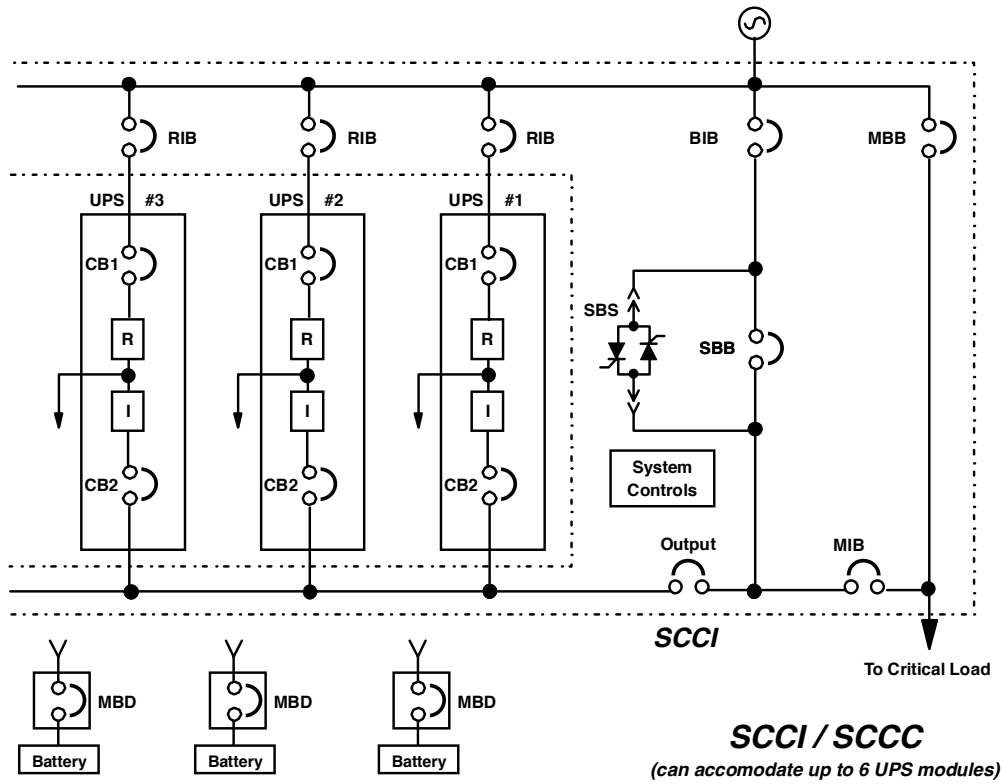 RIB
RIB
RIB
BIB
MBB
UPS #3
UPS #2
UPS #1
CB1
CB1
CB1
SBS
R
R
R
SBB
I
I
I
System
Controls
CB2
CB2
CB2
Output
MIB
SCCI
To Critical Load
MBD
MBD
MBD
Battery
Battery
Battery
SCCI / SCCC
(can accomodate up to 6 UPS modules)